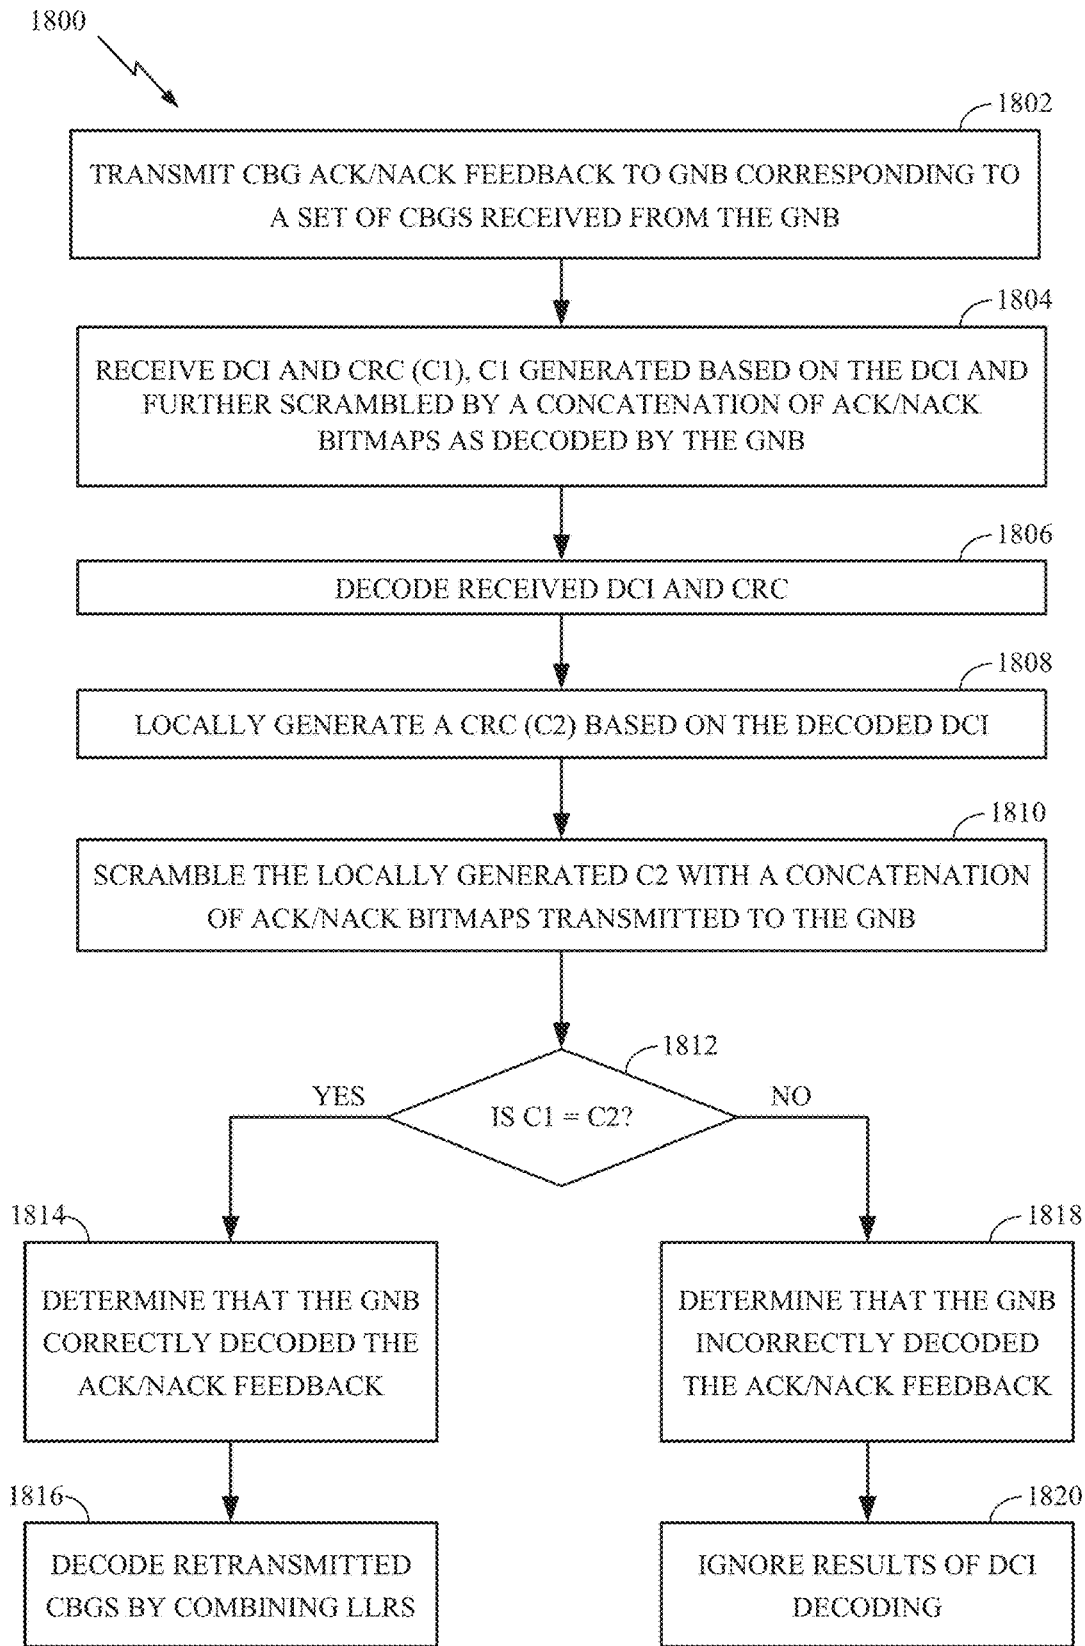 1800
1802
TRANSMIT CBG ACK/NACK FEEDBACK TO GNB CORRESPONDING TO
A SET OF CBGS RECEIVED FROM THE GNB
1804
RECEIVE DCI AND CRC (C1), C1 GENERATED BASED ON THE DCI AND
FURTHER SCRAMBLED BY A CONCATENATION OF ACK/NACK
BITMAPS AS DECODED BY THE GNB
1806
DECODE RECEIVED DCI AND CRC
1808
LOCALLY GENERATE A CRC (C2) BASED ON THE DECODED DCI
1810
SCRAMBLE THE LOCALLY GENERATED C2 WITH A CONCATENATION
OF ACK/NACK BITMAPS TRANSMITTED TO THE GNB
1812
IS C1 = C2?
YES
NO
1814
DETERMINE THAT THE GNB
CORRECTLY DECODED THE
ACK/NACK FEEDBACK
1818
DETERMINE THAT THE GNB
INCORRECTLY DECODED
THE ACK/NACK FEEDBACK
1816
DECODE RETRANSMITTED
CBGS BY COMBINING LLRS
1820
IGNORE RESULTS OF DCI
DECODING